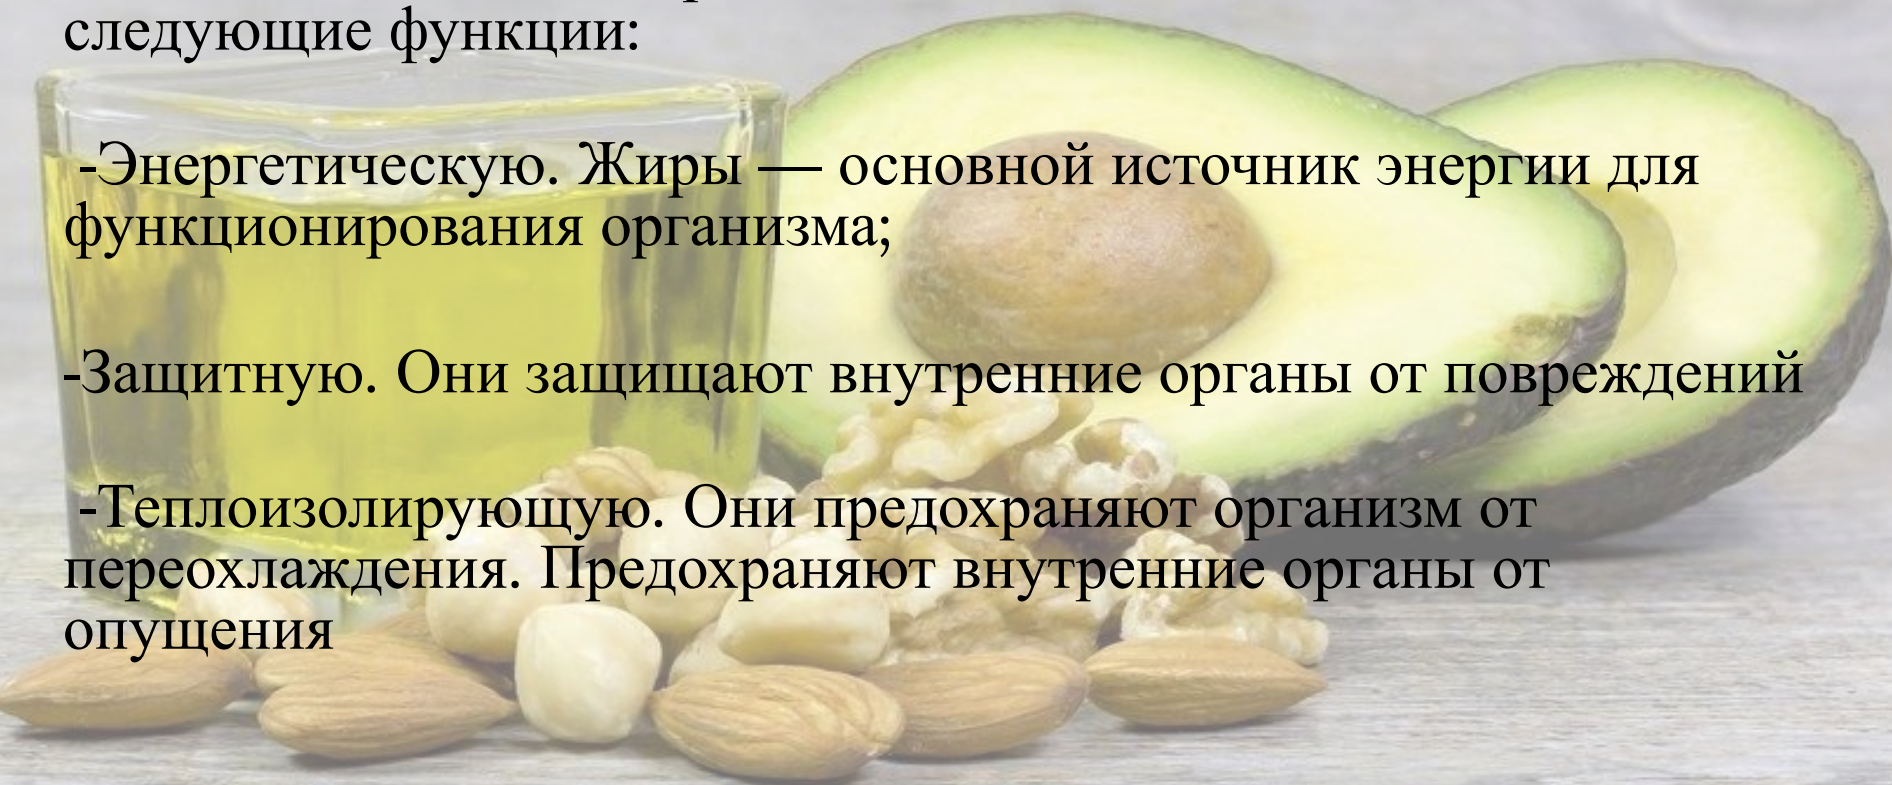 следующие функции:
-Энергетическую. Жиры — основной источник энергии для
функционирования организма;
-Защитную. Они защищают внутренние органы от повреждений
-Теплоизолирующую. Они предохраняют организм от
переохлаждения. Предохраняют внутренние органы от
опущения